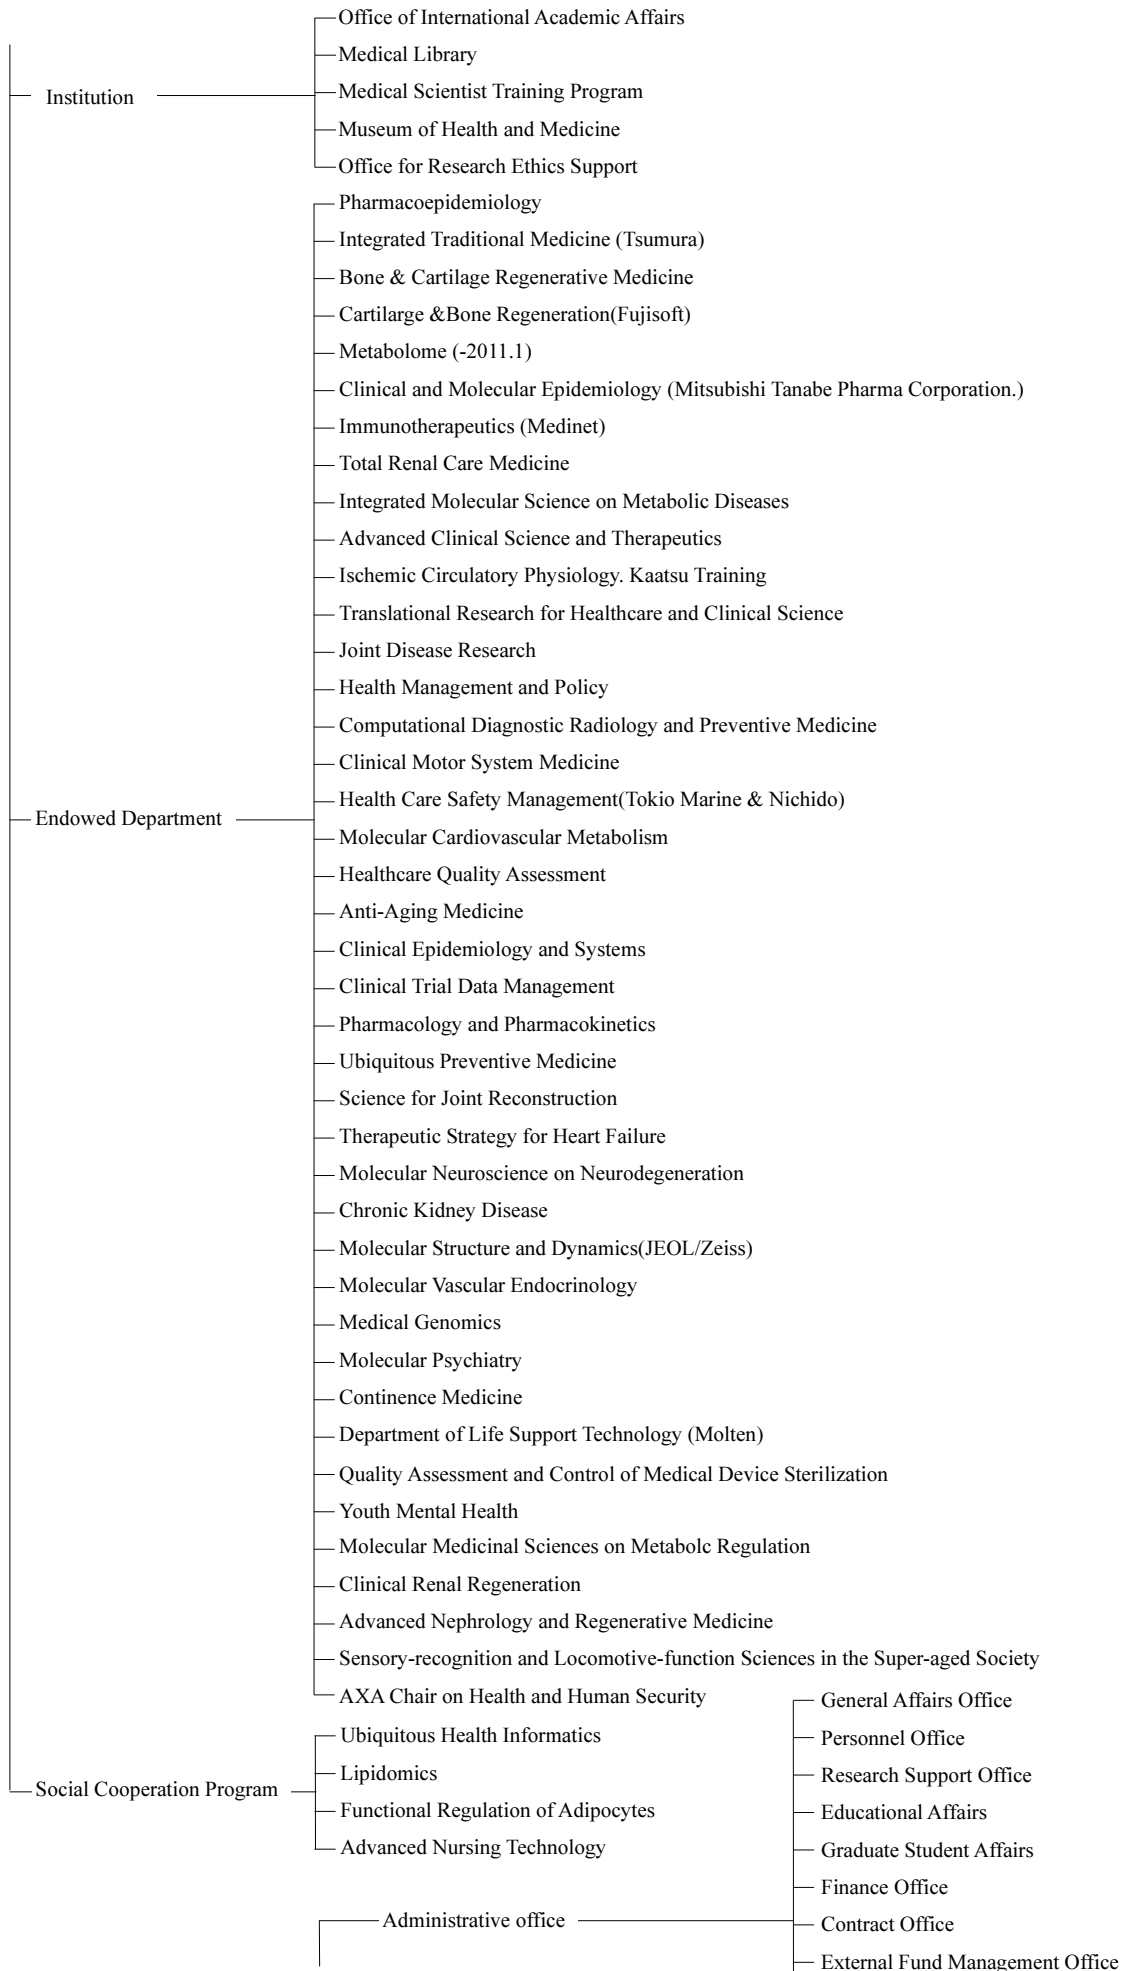 Institution
Office of International Academic Affairs
Medical Library
Medical Scientist Training Program
Museum of Health and Medicine
Office for Research Ethics Support
Endowed Department
Pharmacoepidemiology
Integrated Traditional Medicine (Tsumura)
Bone & Cartilage Regenerative Medicine
Cartilarge &Bone Regeneration(Fujisoft)
Metabolome (-2011.1)
Clinical and Molecular Epidemiology (Mitsubishi Tanabe Pharma Corporation.)
Immunotherapeutics (Medinet)
Total Renal Care Medicine
Integrated Molecular Science on Metabolic Diseases
Advanced Clinical Science and Therapeutics
Ischemic Circulatory Physiology. Kaatsu Training
Translational Research for Healthcare and Clinical Science
Joint Disease Research
Health Management and Policy
Computational Diagnostic Radiology and Preventive Medicine
Clinical Motor System Medicine
Health Care Safety Management(Tokio Marine & Nichido)
Molecular Cardiovascular Metabolism
Healthcare Quality Assessment
Anti-Aging Medicine
Clinical Epidemiology and Systems
Clinical Trial Data Management
Pharmacology and Pharmacokinetics
Ubiquitous Preventive Medicine
Science for Joint Reconstruction
Therapeutic Strategy for Heart Failure
Molecular Neuroscience on Neurodegeneration
Chronic Kidney Disease
Molecular Structure and Dynamics(JEOL/Zeiss)
Molecular Vascular Endocrinology
Medical Genomics
Molecular Psychiatry
Continence Medicine
Department of Life Support Technology (Molten)
Quality Assessment and Control of Medical Device Sterilization
Youth Mental Health
Molecular Medicinal Sciences on Metabolc Regulation
Clinical Renal Regeneration
Advanced Nephrology and Regenerative Medicine
Sensory-recognition and Locomotive-function Sciences in the Super-aged Society
AXA Chair on Health and Human Security
Social Cooperation Program
Ubiquitous Health Informatics
Lipidomics
Functional Regulation of Adipocytes
Advanced Nursing Technology
Administrative office
General Affairs Office
Personnel Office
Research Support Office
Educational Affairs
Graduate Student Affairs
Finance Office
Contract Office
External Fund Management Office